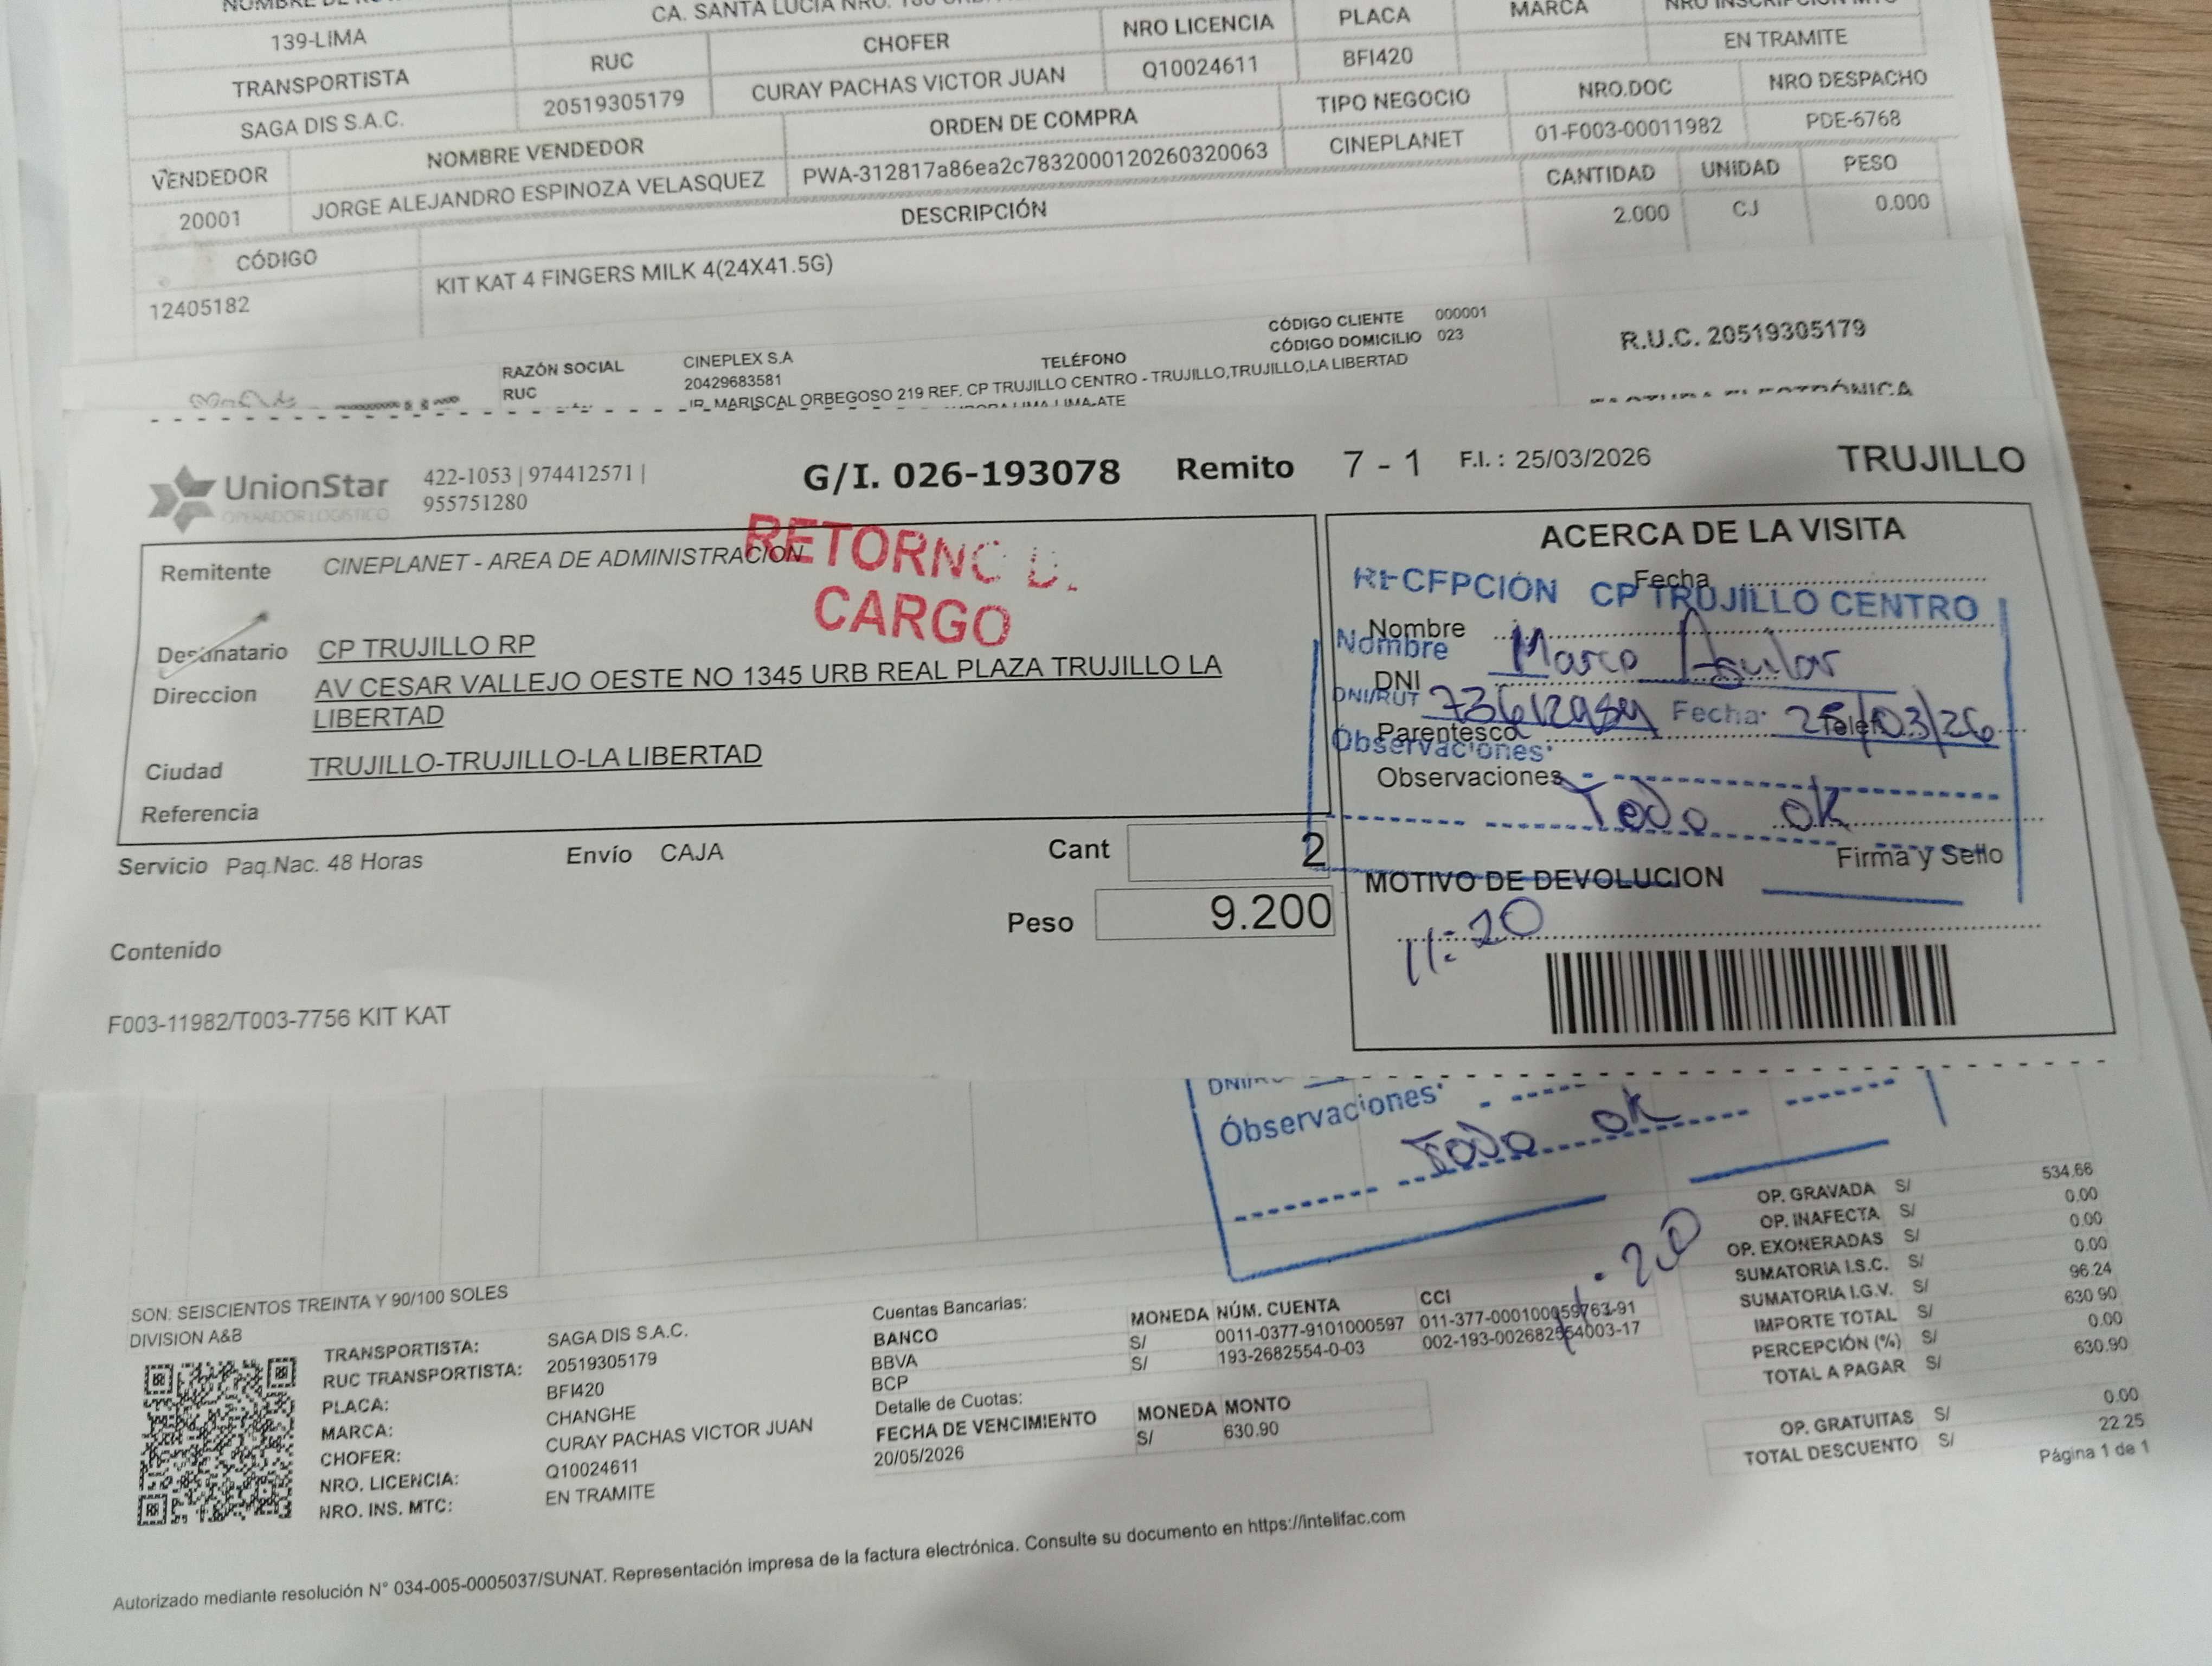 139-LIMA
CA. SANTA LUCIA NRO.
NRO LICENCIA
PLACA
MARCA
TRANSPORTISTA
RUC
CHOFER
Q10024611
BFI420
EN TRAMITE
SAGA DIS S.A.C.
20519305179
CURAY PACHAS VICTOR JUAN
TIPO NEGOCIO
NRO.DOC
NRO DESPACHO
VENDEDOR
NOMBRE VENDEDOR
ORDEN DE COMPRA
CINEPLANET
01-F003-00011982
PDE-6768
20001
JORGE ALEJANDRO ESPINOZA VELASQUEZ
PWA-312817a86ea2c7832000120260320063
CANTIDAD
UNIDAD
PESO
CÓDIGO
DESCRIPCIÓN
2.000
CJ
0.000
12405182
KIT KAT 4 FINGERS MILK 4(24X41.5G)
RAZÓN SOCIAL
CINEPLEX S.A
TELÉFONO
CÓDIGO CLIENTE 000001
CÓDIGO DOMICILIO 023
R.U.C. 20519305179
RUC
20429683581
JR. MARISCAL ORBEGOSO 219 REF. CP TRUJILLO CENTRO - TRUJILLO,TRUJILLO,LA LIBERTAD
UnionStar
OPERADOR LOGISTICO
422-1053 | 974412571 |
955751280
G/I. 026-193078 Remito 7 - 1 F.I. : 25/03/2026 TRUJILLO
RETORNO
CARGO
Remitente CINEPLANET - AREA DE ADMINISTRACION
Destinatario CP TRUJILLO RP
Direccion AV CESAR VALLEJO OESTE NO 1345 URB REAL PLAZA TRUJILLO LA
LIBERTAD
Ciudad TRUJILLO-TRUJILLO-LA LIBERTAD
Referencia
Servicio Paq.Nac. 48 Horas Envío CAJA Cant 2
Peso 9.200
Contenido
F003-11982/T003-7756 KIT KAT
ACERCA DE LA VISITA
Fecha
RECEPCIÓN CP TRUJILLO CENTRO
Nombre
Nombre Marco Aguilar
DNI
DNI/RUT Fecha: /03/26
Parentesco
Observaciones:
Observaciones
Todo ok
Firma y Sello
MOTIVO DE DEVOLUCION
11:20
Observaciones:
Todo ok
OP. GRAVADA S/ 534.66
OP. INAFECTA S/ 0.00
OP. EXONERADAS S/ 0.00
SUMATORIA I.S.C. S/ 0.00
SUMATORIA I.G.V. S/ 96.24
IMPORTE TOTAL S/ 630.90
PERCEPCIÓN (%) S/ 0.00
TOTAL A PAGAR S/ 630.90
OP. GRATUITAS S/ 0.00
TOTAL DESCUENTO S/ 22.25
Página 1 de 1
SON: SEISCIENTOS TREINTA Y 90/100 SOLES
DIVISION A&B
TRANSPORTISTA: SAGA DIS S.A.C.
RUC TRANSPORTISTA: 20519305179
PLACA: BFI420
MARCA: CHANGHE
CHOFER: CURAY PACHAS VICTOR JUAN
NRO. LICENCIA: Q10024611
NRO. INS. MTC: EN TRAMITE
Cuentas Bancarias:
BANCO MONEDA NÚM. CUENTA CCI
BBVA S/ 0011-0377-9101000597 011-377-000100059763-91
BCP S/ 193-2682554-0-03 002-193-002682554003-17
Detalle de Cuotas:
FECHA DE VENCIMIENTO MONEDA MONTO
20/05/2026 S/ 630.90
Autorizado mediante resolución N° 034-005-0005037/SUNAT. Representación impresa de la factura electrónica. Consulte su documento en https://intelifac.com